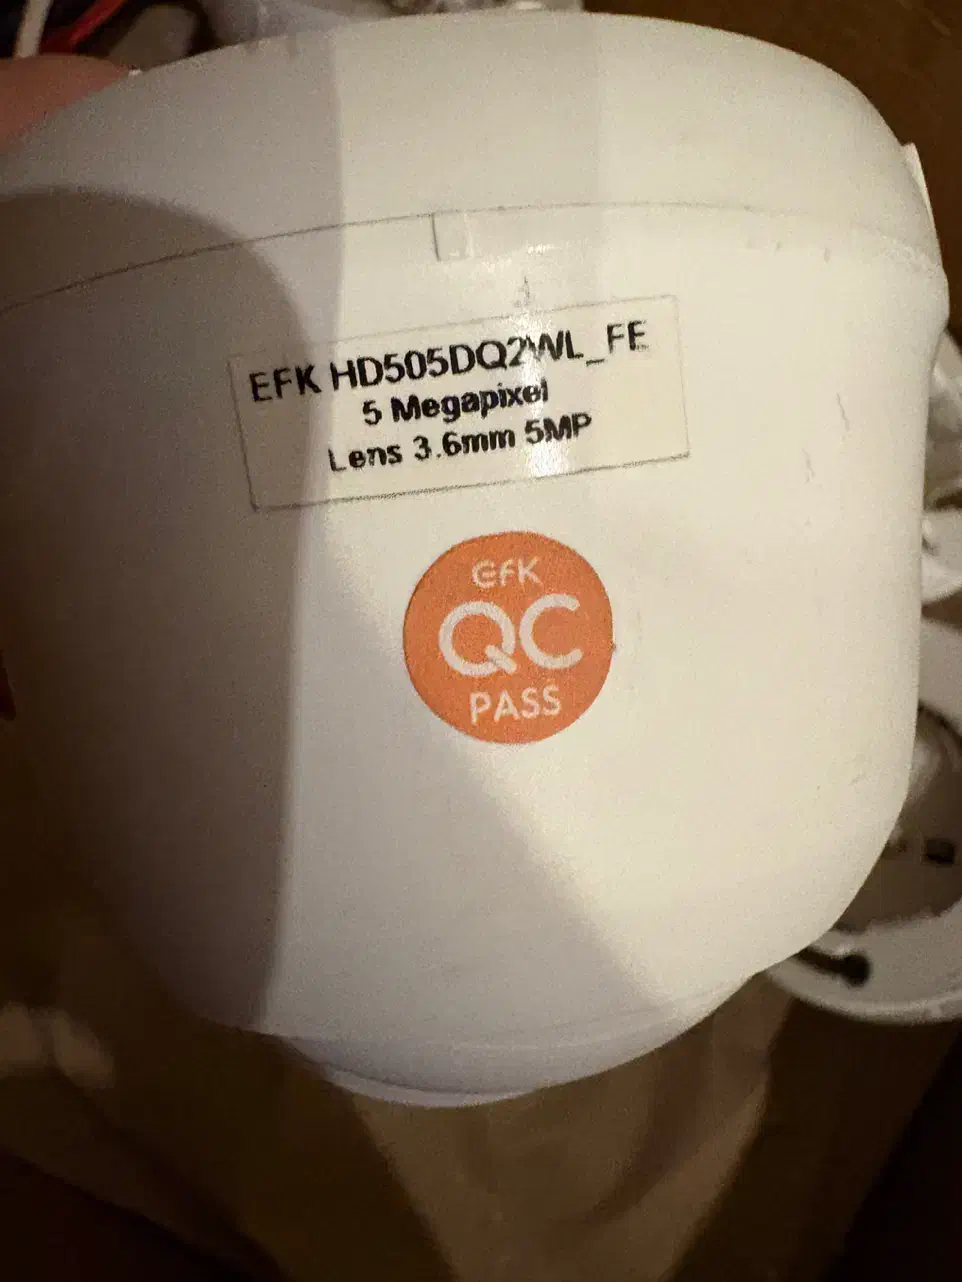 EFK HD505DQ2WL_FE
5 Megapixel
Lens 3.6mm 5MP
EfK
QC
PASS